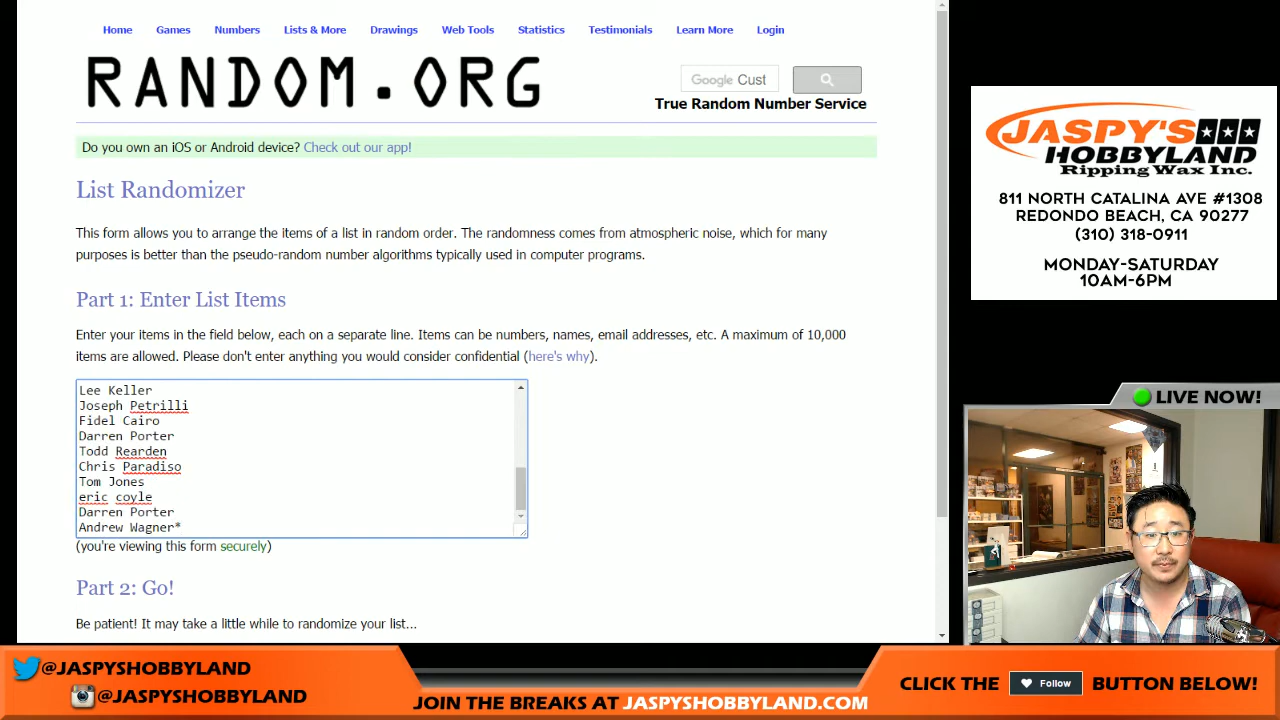 Home Games Numbers Lists & More Drawings Web Tools Statistics Testimonials Learn More Login
RANDOM.ORG
Google Cust
True Random Number Service
Do you own an iOS or Android device? Check out our app!
List Randomizer
This form allows you to arrange the items of a list in random order. The randomness comes from atmospheric noise, which for many
purposes is better than the pseudo-random number algorithms typically used in computer programs.
Part 1: Enter List Items
Enter your items in the field below, each on a separate line. Items can be numbers, names, email addresses, etc. A maximum of 10,000
items are allowed. Please don't enter anything you would consider confidential (here's why).
Lee Keller
Joseph Petrilli
Fidel Cairo
Darren Porter
Todd Rearden
Chris Paradiso
Tom Jones
eric coyle
Darren Porter
Andrew Wagner*
(you're viewing this form securely)
Part 2: Go!
Be patient! It may take a little while to randomize your list...
JASPY'S
HOBBYLAND
Ripping Wax Inc.
811 NORTH CATALINA AVE #1308
REDONDO BEACH, CA 90277
(310) 318-0911
MONDAY-SATURDAY
10AM-6PM
LIVE NOW!
@JASPYSHOBBYLAND
@JASPYSHOBBYLAND
JOIN THE BREAKS AT JASPYSHOBBYLAND.COM
CLICK THE Follow BUTTON BELOW!